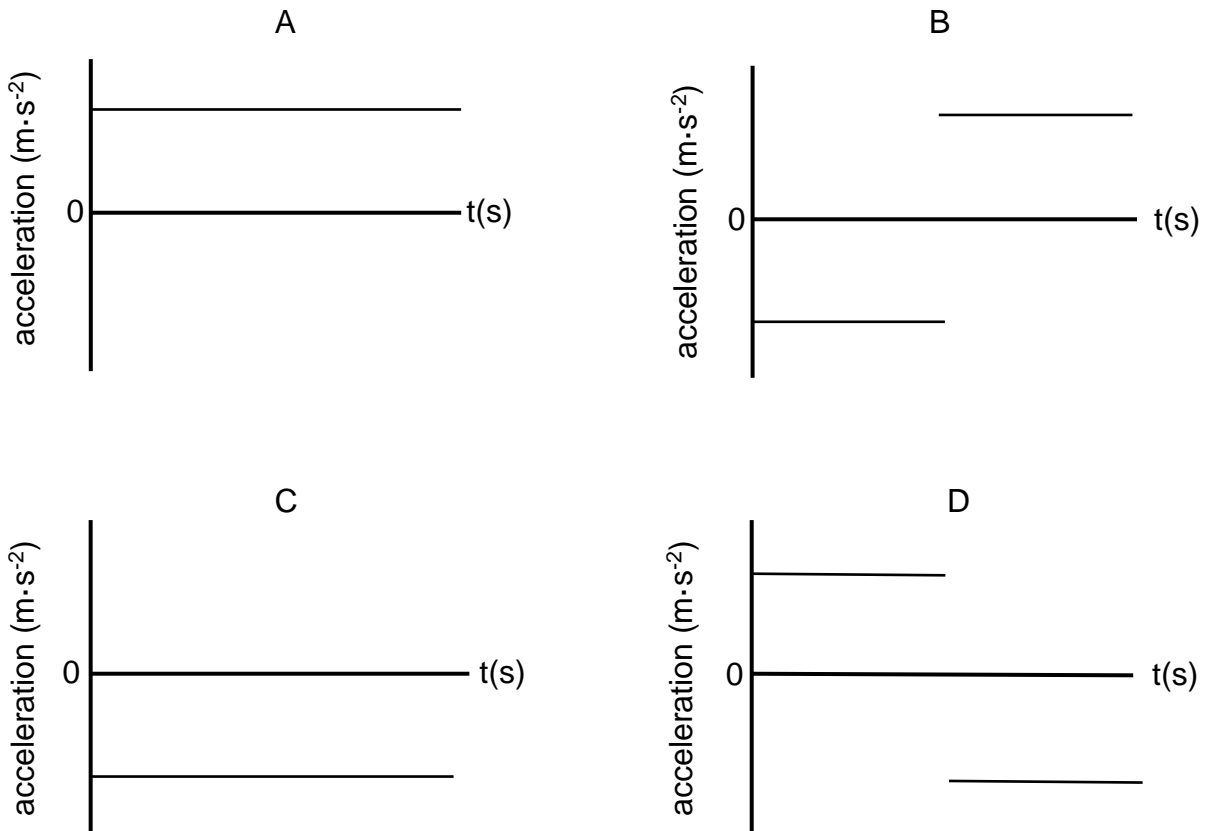 A
acceleration (m·s-2)
0
t(s)
B
acceleration (m·s-2)
0
t(s)
C
acceleration (m·s-2)
0
t(s)
D
acceleration (m·s-2)
0
t(s)